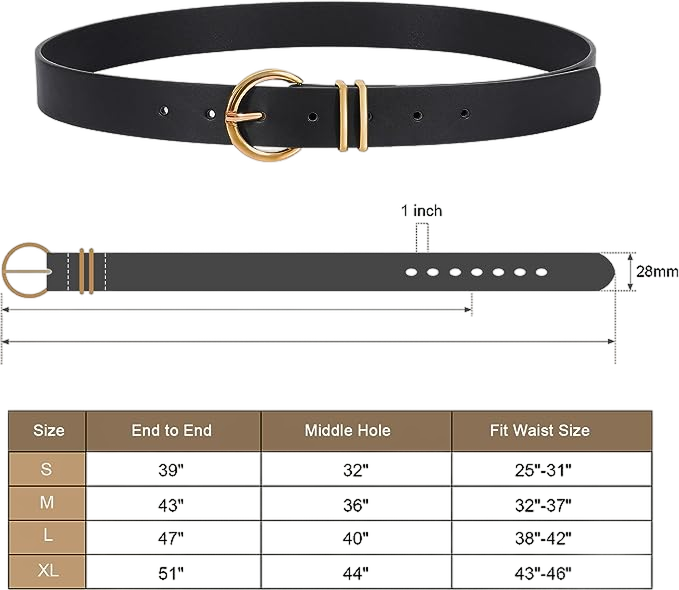 1 inch
28mm
Size End to End Middle Hole Fit Waist Size
S 39" 32" 25"-31"
M 43" 36" 32"-37"
L 47" 40" 38"-42"
XL 51" 44" 43"-46"